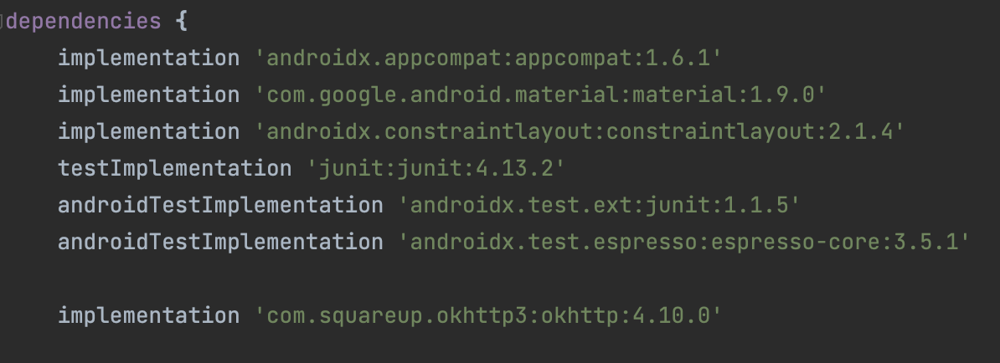 dependencies {
implementation 'androidx.appcompat:appcompat:1.6.1'
implementation 'com.google.android.material:material:1.9.0'
implementation 'androidx.constraintlayout:constraintlayout:2.1.4'
testImplementation 'junit:junit:4.13.2'
androidTestImplementation 'androidx.test.ext:junit:1.1.5'
androidTestImplementation 'androidx.test.espresso:espresso-core:3.5.1'
implementation 'com.squareup.okhttp3:okhttp:4.10.0'